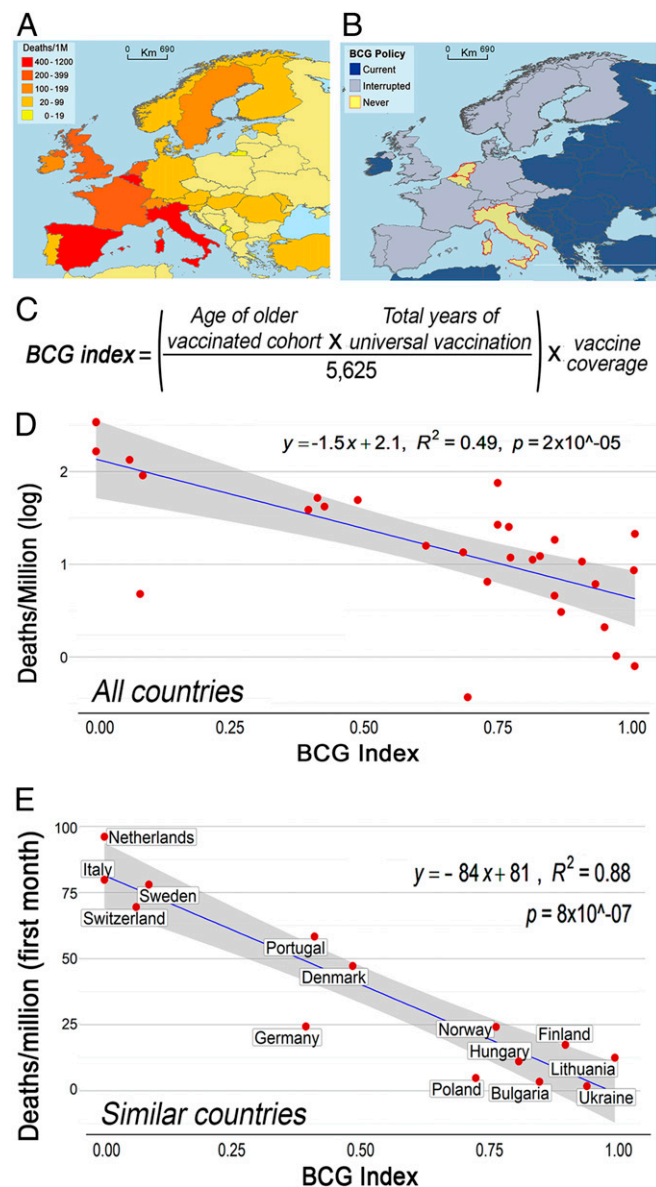 A
Deaths/1M
400 - 1200
200 - 399
100 - 199
20 - 99
0 - 19
0 Km 690
B
BCG Policy
Current
Interrupted
Never
0 Km 690
C
BCG index = ( Age of older vaccinated cohort X Total years of universal vaccination / 5,625 ) X vaccine coverage
D
y = -1.5x + 2.1, R² = 0.49, p = 2x10^-05
Deaths/Million (log)
2
1
0
All countries
0.00 0.25 0.50 0.75 1.00
BCG Index
E
y = - 84x + 81 , R² = 0.88
p = 8x10^-07
Deaths/million (first month)
100
75
50
25
0
Netherlands
Italy
Sweden
Switzerland
Portugal
Denmark
Germany
Norway
Finland
Hungary
Lithuania
Poland
Bulgaria
Ukraine
Similar countries
0.00 0.25 0.50 0.75 1.00
BCG Index